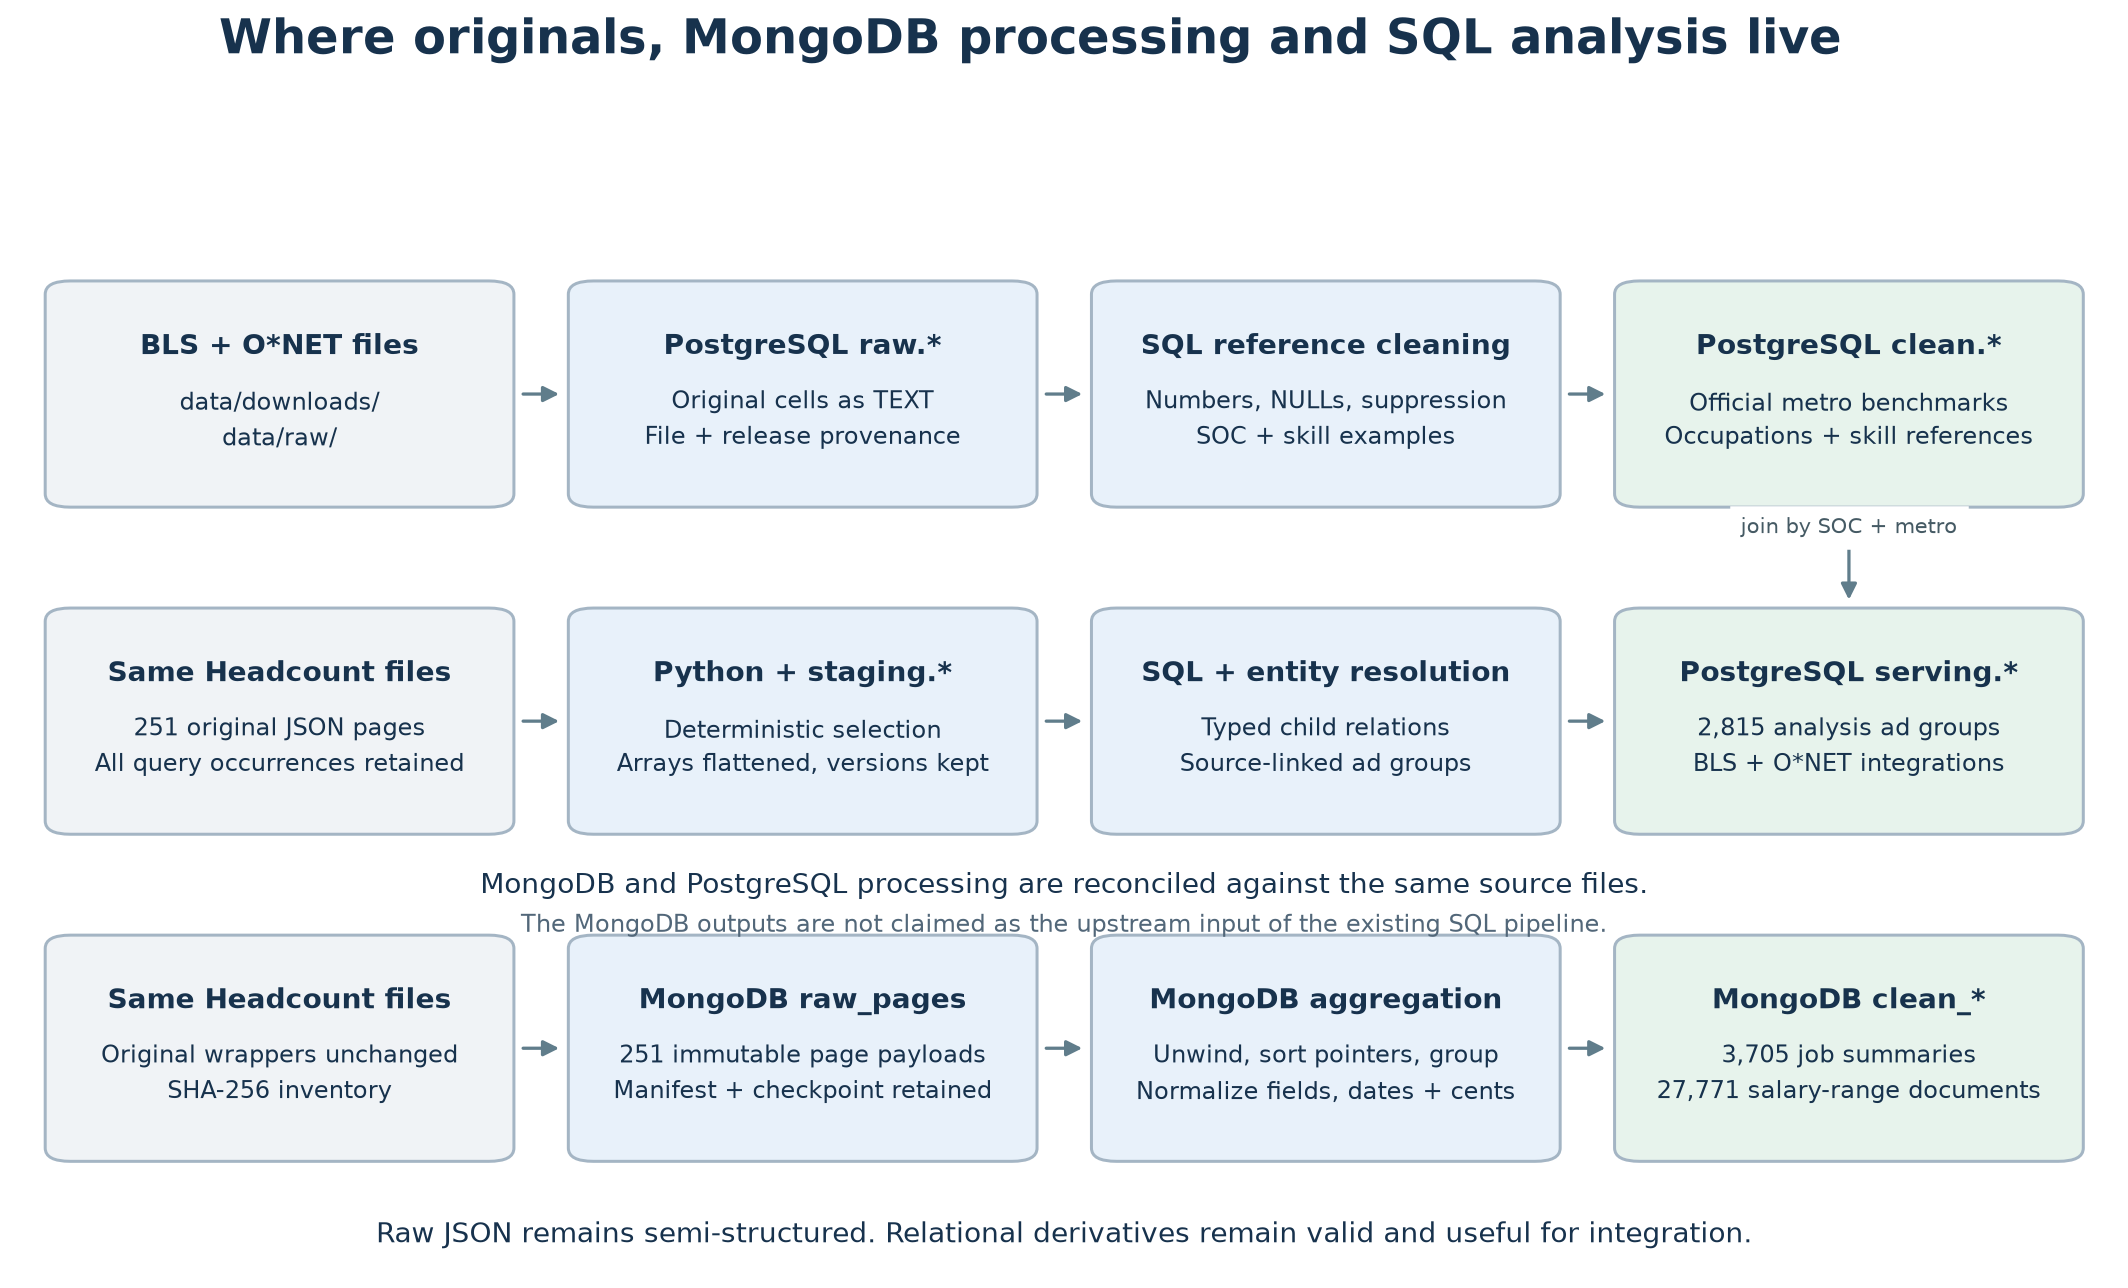 Where originals, MongoDB processing and SQL analysis live
BLS + O*NET files
data/downloads/
data/raw/
PostgreSQL raw.*
Original cells as TEXT
File + release provenance
SQL reference cleaning
Numbers, NULLs, suppression
SOC + skill examples
PostgreSQL clean.*
Official metro benchmarks
Occupations + skill references
join by SOC + metro
Same Headcount files
251 original JSON pages
All query occurrences retained
Python + staging.*
Deterministic selection
Arrays flattened, versions kept
SQL + entity resolution
Typed child relations
Source-linked ad groups
PostgreSQL serving.*
2,815 analysis ad groups
BLS + O*NET integrations
MongoDB and PostgreSQL processing are reconciled against the same source files.
The MongoDB outputs are not claimed as the upstream input of the existing SQL pipeline.
Same Headcount files
Original wrappers unchanged
SHA-256 inventory
MongoDB raw_pages
251 immutable page payloads
Manifest + checkpoint retained
MongoDB aggregation
Unwind, sort pointers, group
Normalize fields, dates + cents
MongoDB clean_*
3,705 job summaries
27,771 salary-range documents
Raw JSON remains semi-structured. Relational derivatives remain valid and useful for integration.